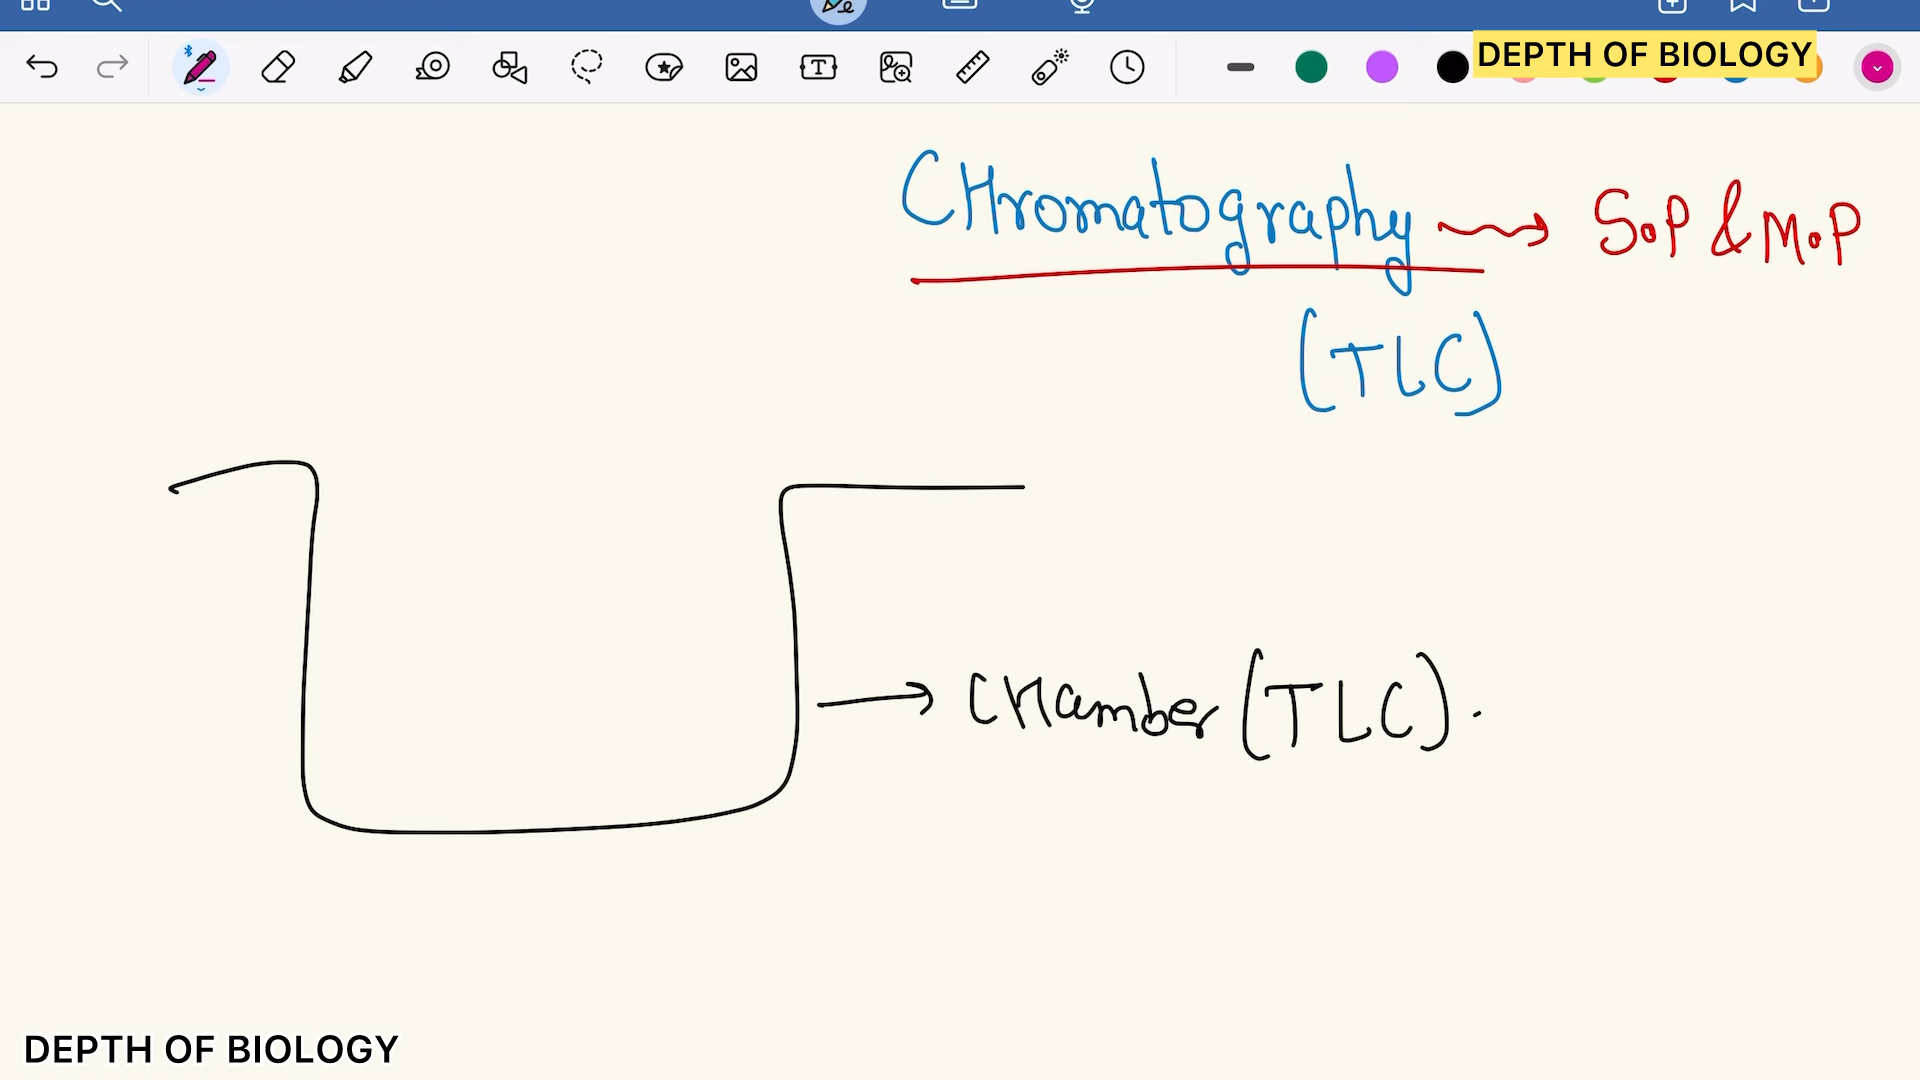 DEPTH OF BIOLOGY
CHromatography → S.P & M.P
(TLC)
→ CHamber (TLC).
DEPTH OF BIOLOGY